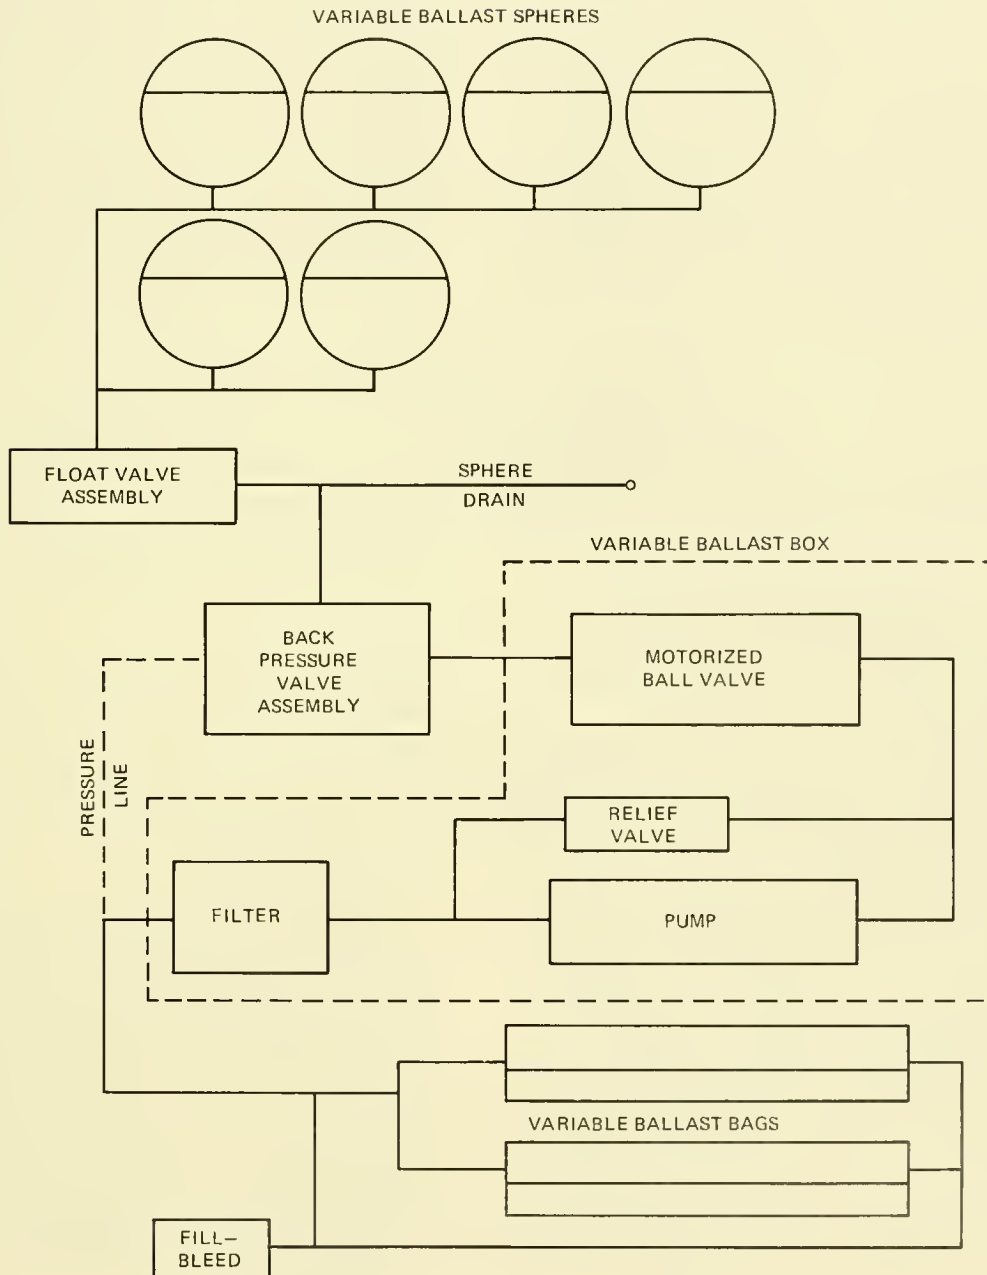 VARIABLE BALLAST SPHERES
FLOAT VALVE
ASSEMBLY
SPHERE
DRAIN
VARIABLE BALLAST BOX
BACK
PRESSURE
VALVE
ASSEMBLY
MOTORIZED
BALL VALVE
PRESSURE
LINE
RELIEF
VALVE
FILTER
PUMP
VARIABLE BALLAST BAGS
FILL–
BLEED